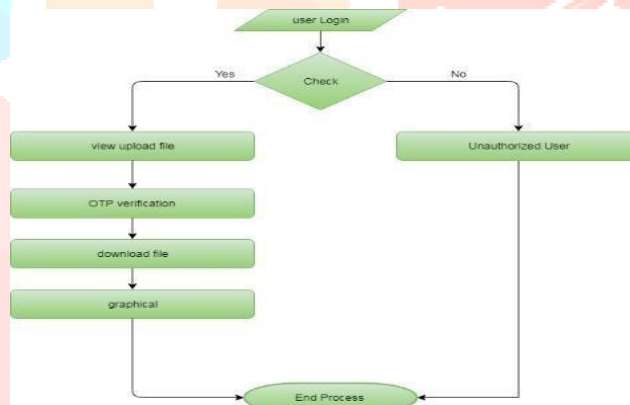 user Login
Check
Yes
No
view upload file
Unauthorized User
OTP verification
download file
graphical
End Process